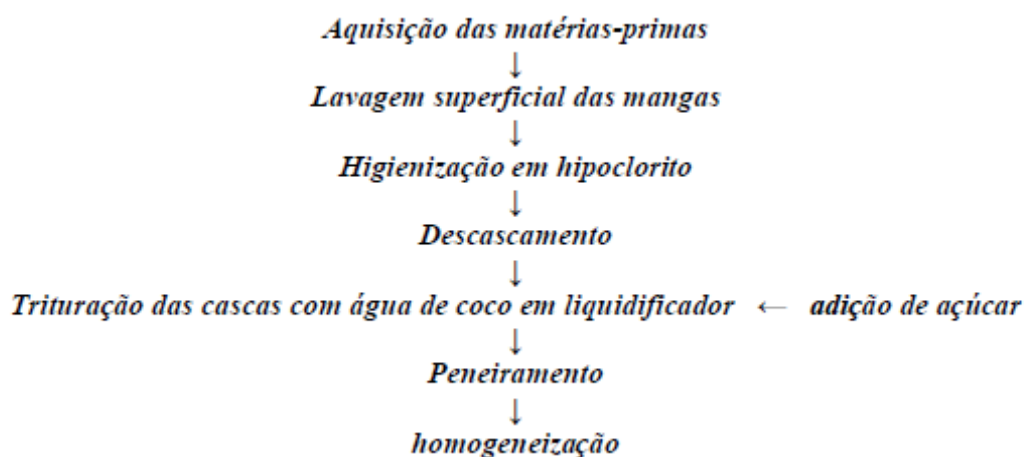 Aquisição das matérias-primas
↓
Lavagem superficial das mangas
↓
Higienização em hipoclorito
↓
Descascamento
↓
Trituração das cascas com água de coco em liquidificador ← adição de açúcar
↓
Peneiramento
↓
homogeneização